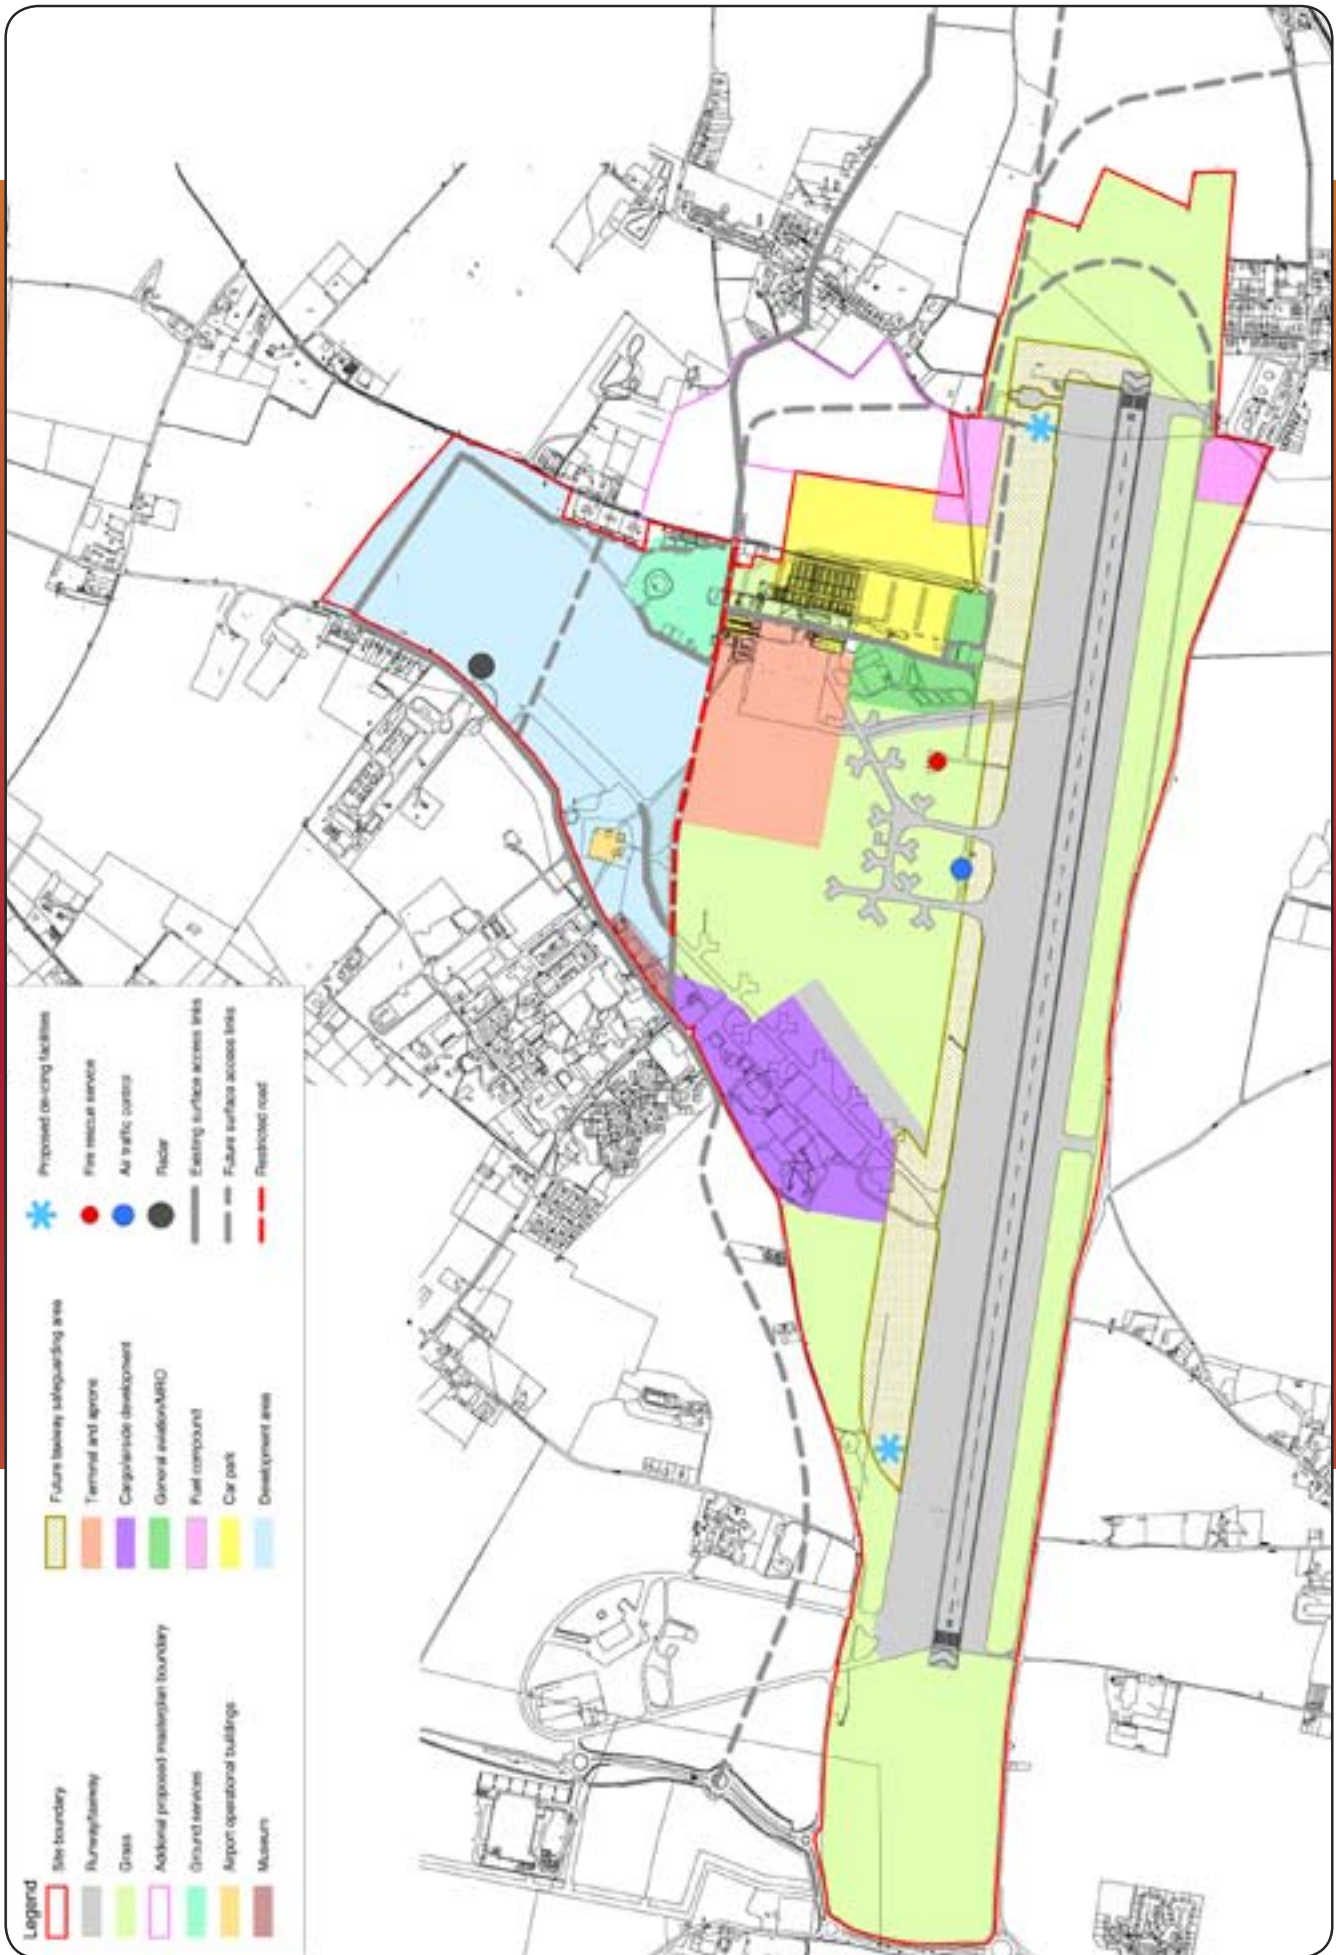 Legend
Site boundary
Runway/taxiway
Grass
Additional proposed masterplan boundary
Ground services
Airport operational buildings
Museum
Future taxiway safeguarding area
Terminal and aprons
Cargo/airside development
General aviation/MRO
Fuel compound
Car park
Development area
Proposed de-icing facilities
Fire rescue service
Air traffic control
Radar
Existing surface access links
Future surface access links
Restricted road